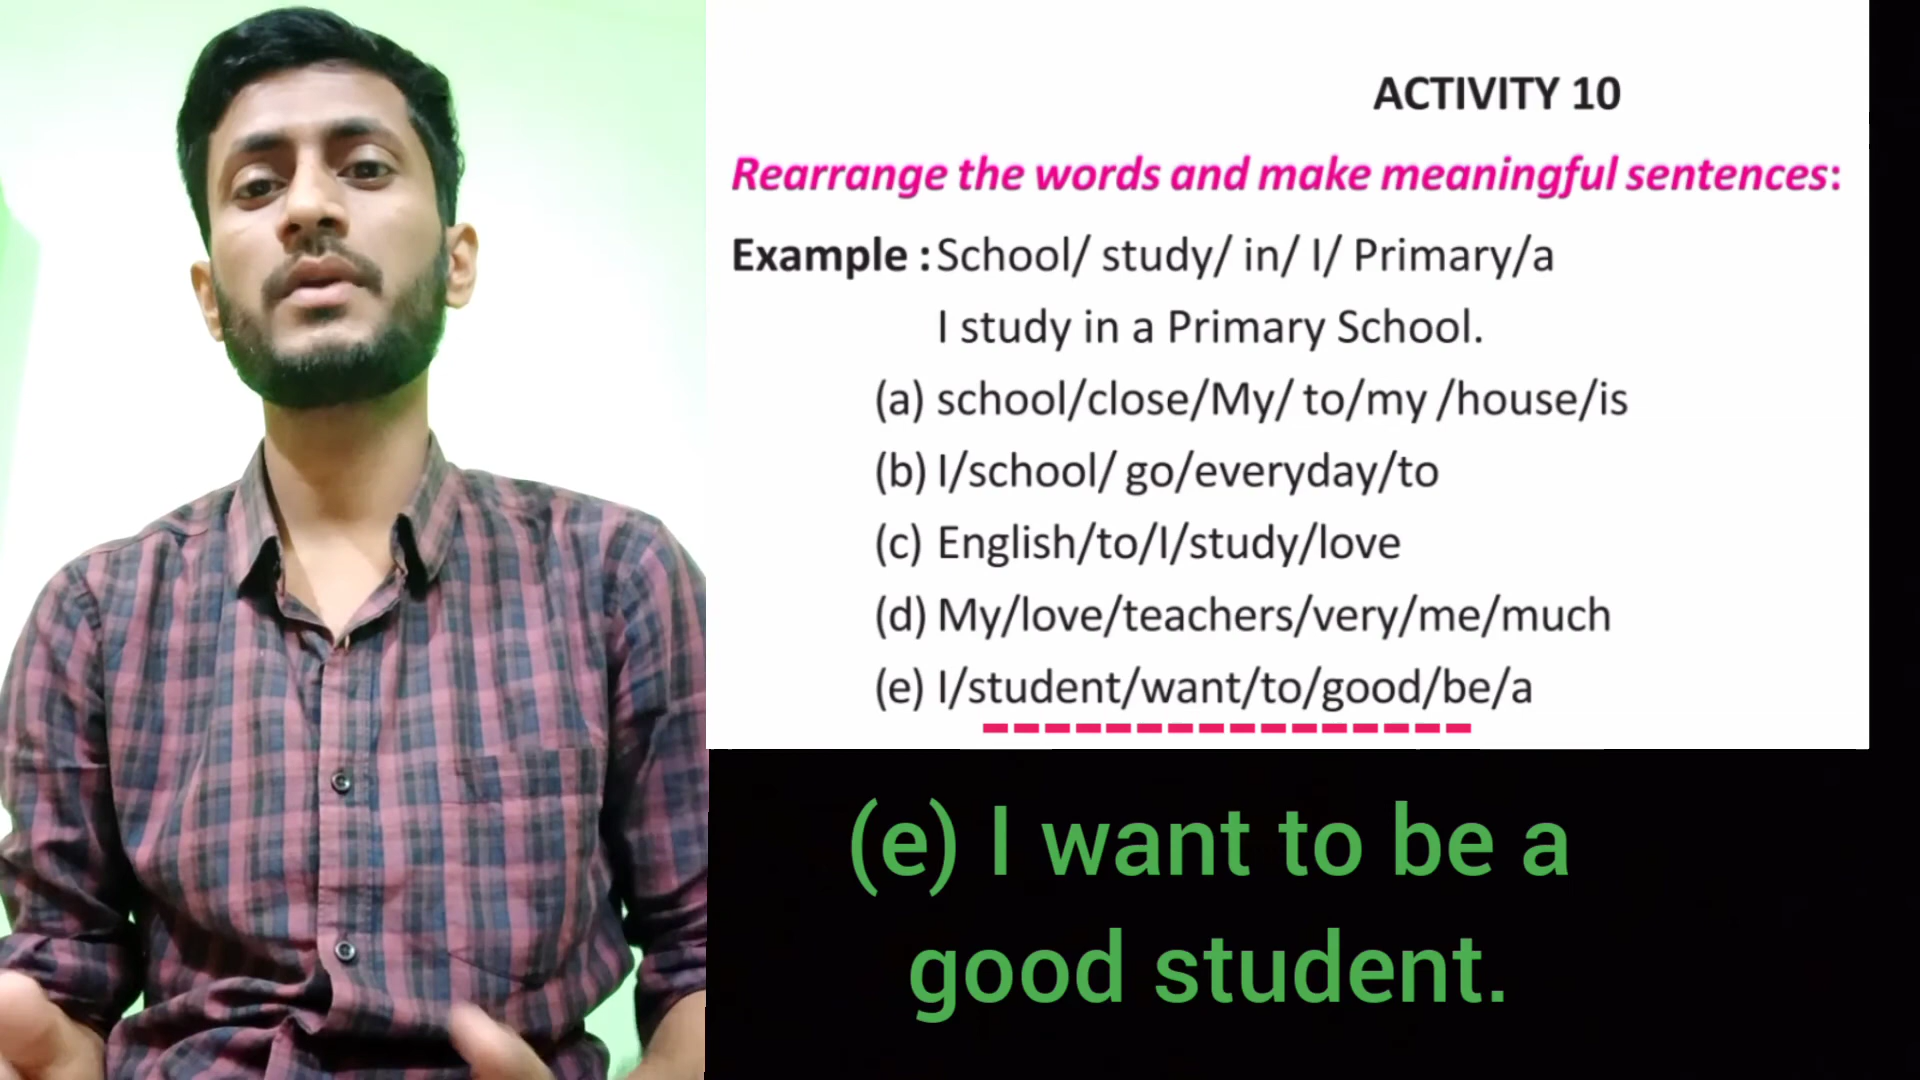 ACTIVITY 10
Rearrange the words and make meaningful sentences:
Example : School/ study/ in/ I/ Primary/a
I study in a Primary School.
(a) school/close/My/ to/my /house/is
(b) I/school/ go/everyday/to
(c) English/to/I/study/love
(d) My/love/teachers/very/me/much
(e) I/student/want/to/good/be/a
(e) I want to be a
good student.